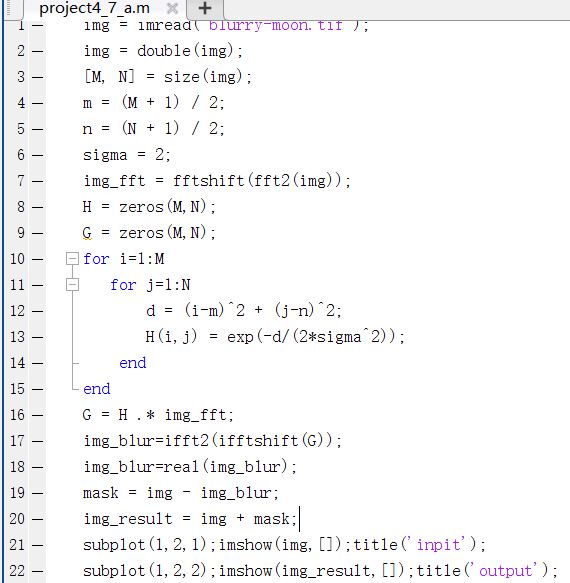 project4_7_a.m × +
1 — img = imread('blurry-moon.tif');
2 — img = double(img);
3 — [M, N] = size(img);
4 — m = (M + 1) / 2;
5 — n = (N + 1) / 2;
6 — sigma = 2;
7 — img_fft = fftshift(fft2(img));
8 — H = zeros(M,N);
9 — G = zeros(M,N);
10 — for i=1:M
11 — for j=1:N
12 — d = (i-m)^2 + (j-n)^2;
13 — H(i,j) = exp(-d/(2*sigma^2));
14 — end
15 — end
16 — G = H .* img_fft;
17 — img_blur=ifft2(ifftshift(G));
18 — img_blur=real(img_blur);
19 — mask = img - img_blur;
20 — img_result = img + mask;
21 — subplot(1,2,1);imshow(img,[]);title('inpit');
22 — subplot(1,2,2);imshow(img_result,[]);title('output');